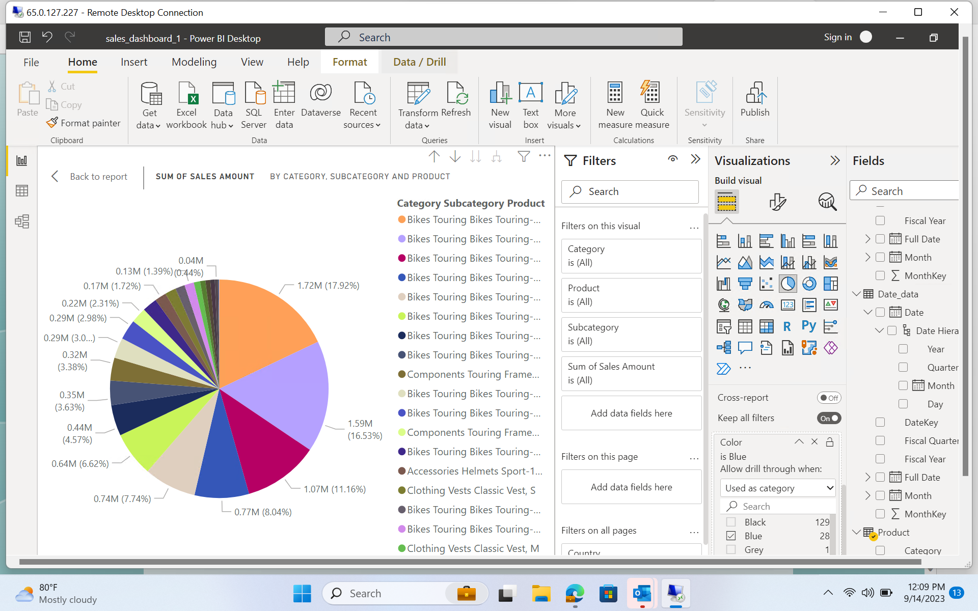 65.0.127.227 - Remote Desktop Connection
sales_dashboard_1 - Power BI Desktop
Search
Sign in
File
Home
Insert
Modeling
View
Help
Format
Data / Drill
Paste
Cut
Copy
Format painter
Clipboard
Get data
Excel workbook
Data hub
SQL Server
Enter data
Dataverse
Recent sources
Data
Transform data
Refresh
Queries
New visual
Text box
More visuals
Insert
New measure
Quick measure
Calculations
Sensitivity
Sensitivity
Publish
Share
Back to report
SUM OF SALES AMOUNT
BY CATEGORY, SUBCATEGORY AND PRODUCT
Category Subcategory Product
Bikes Touring Bikes Touring-...
Bikes Touring Bikes Touring-...
Bikes Touring Bikes Touring-...
Bikes Touring Bikes Touring-...
Bikes Touring Bikes Touring-...
Bikes Touring Bikes Touring-...
Bikes Touring Bikes Touring-...
Bikes Touring Bikes Touring-...
Components Touring Frame...
Bikes Touring Bikes Touring-...
Bikes Touring Bikes Touring-...
Components Touring Frame...
Bikes Touring Bikes Touring-...
Accessories Helmets Sport-1...
Clothing Vests Classic Vest, S
Bikes Touring Bikes Touring-...
Bikes Touring Bikes Touring-...
Clothing Vests Classic Vest, M
1.72M (17.92%)
1.59M (16.53%)
1.07M (11.16%)
0.77M (8.04%)
0.74M (7.74%)
0.64M (6.62%)
0.44M (4.57%)
0.35M (3.63%)
0.32M (3.38%)
0.29M (3.0...)
0.29M (2.98%)
0.22M (2.31%)
0.17M (1.72%)
0.13M (1.39%)
0.04M (0.44%)
Filters
Search
Filters on this visual
...
Category
is (All)
Product
is (All)
Subcategory
is (All)
Sum of Sales Amount
is (All)
Add data fields here
Filters on this page
...
Add data fields here
Filters on all pages
...
Country
Visualizations
Build visual
R
Py
123
...
Cross-report
Off
Keep all filters
On
Color
is Blue
Allow drill through when:
Used as category
Search
Black 129
Blue 28
Grey 1
Fields
Search
Fiscal Year
Full Date
Month
MonthKey
Date_data
Date
Date Hiera
Year
Quarter
Month
Day
DateKey
Fiscal Quarte
Fiscal Year
Full Date
Month
MonthKey
Product
Category
80°F
Mostly cloudy
Search
12:09 PM
9/14/2023
13